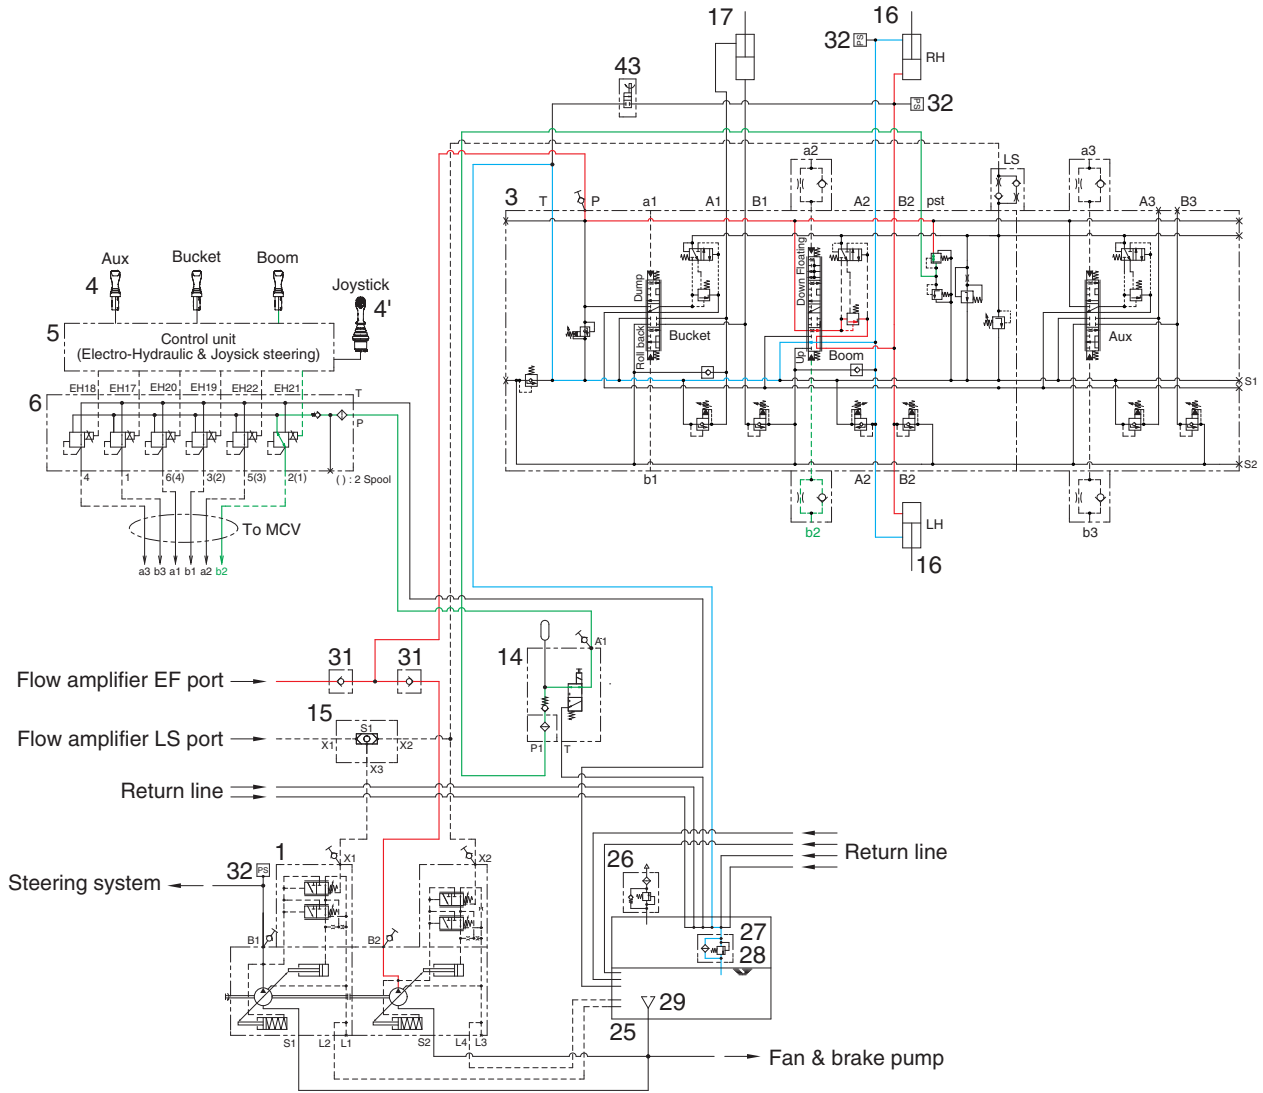 17
16
32
PS
RH
43
PS
32
a2
LS
a3
3
T
P
a1
A1
B1
A2
B2
pst
A3
B3
Aux
Bucket
Boom
Joystick
4
4'
5
Control unit
(Electro-Hydraulic & Joysick steering)
Dump
Roll back
Bucket
Down Floating
Up
Boom
Aux
EH18
EH17
EH20
EH19
EH22
EH21
6
T
P
S1
S2
4
1
6(4)
3(2)
5(3)
2(1)
( ) : 2 Spool
b1
A2
B2
To MCV
b2
LH
b3
16
a3 b3 a1 b1 a2 b2
14
A1
31
31
Flow amplifier EF port
15
S1
Flow amplifier LS port
X1
X2
X3
P1
T
Return line
Return line
1
X1
X2
32
PS
26
Steering system
B1
B2
27
28
29
25
S1
L2
L1
S2
L4
L3
Fan & brake pump